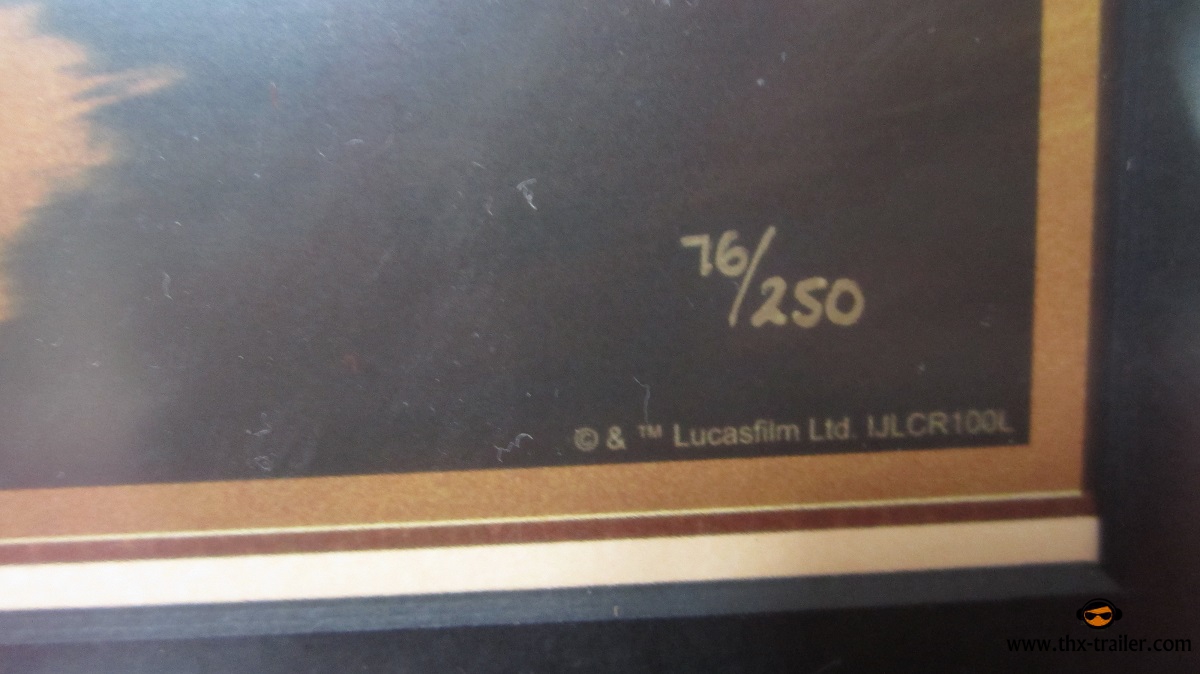 76/250
© & ™ Lucasfilm Ltd. IJLCR100L
www.thx-trailer.com